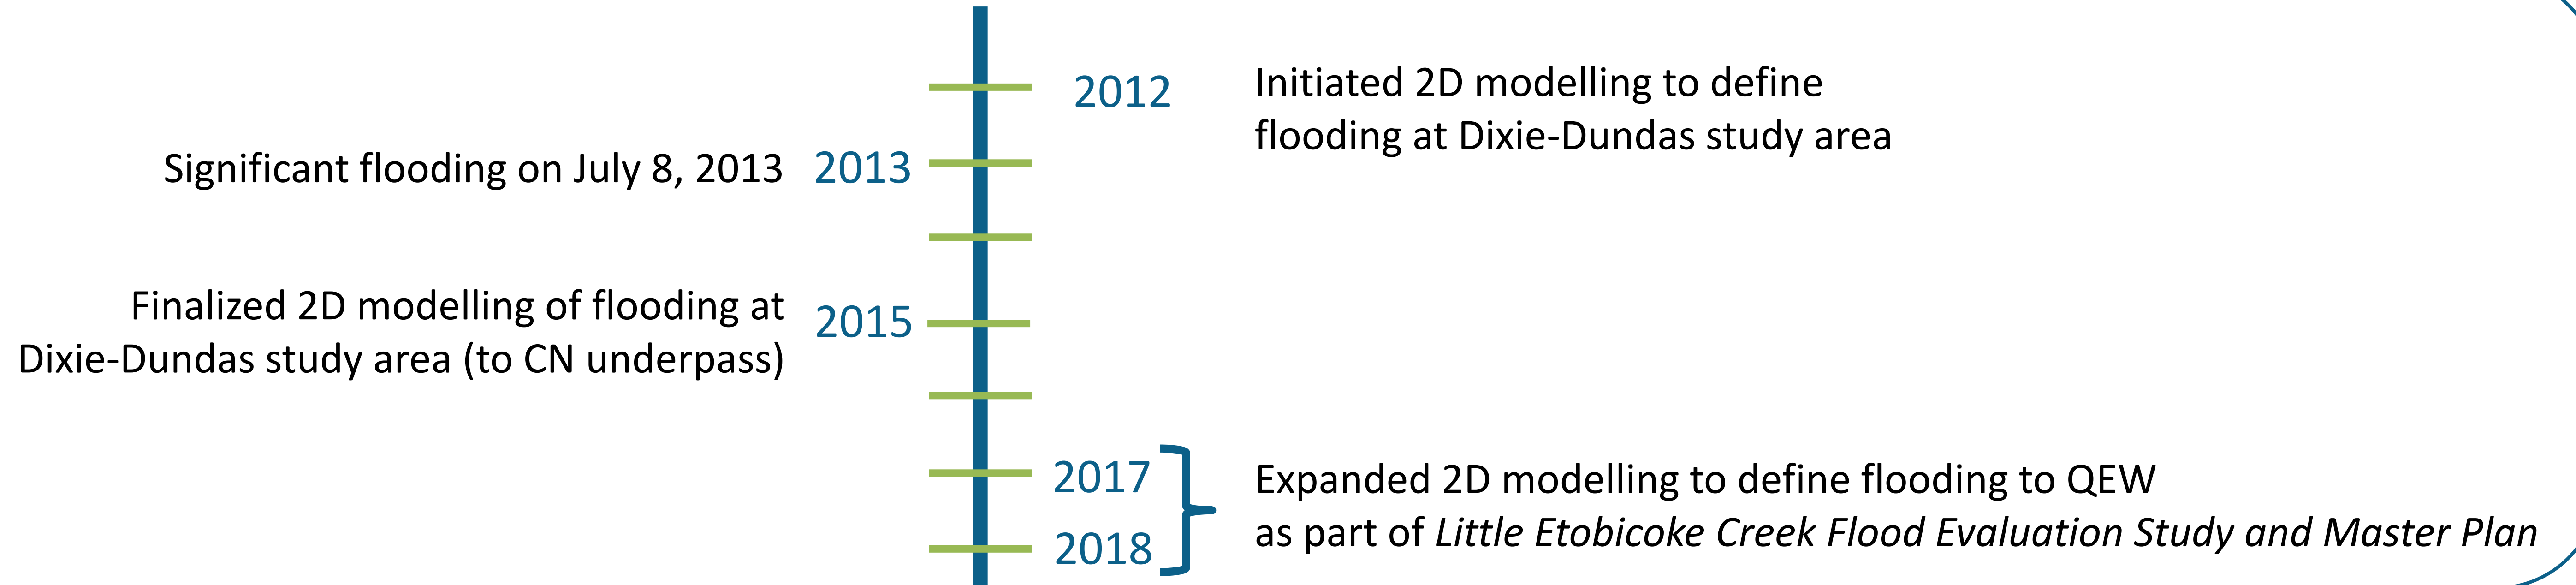 2012
Initiated 2D modelling to define
flooding at Dixie-Dundas study area
Significant flooding on July 8, 2013
2013
Finalized 2D modelling of flooding at
Dixie-Dundas study area (to CN underpass)
2015
2017
2018
Expanded 2D modelling to define flooding to QEW
as part of Little Etobicoke Creek Flood Evaluation Study and Master Plan